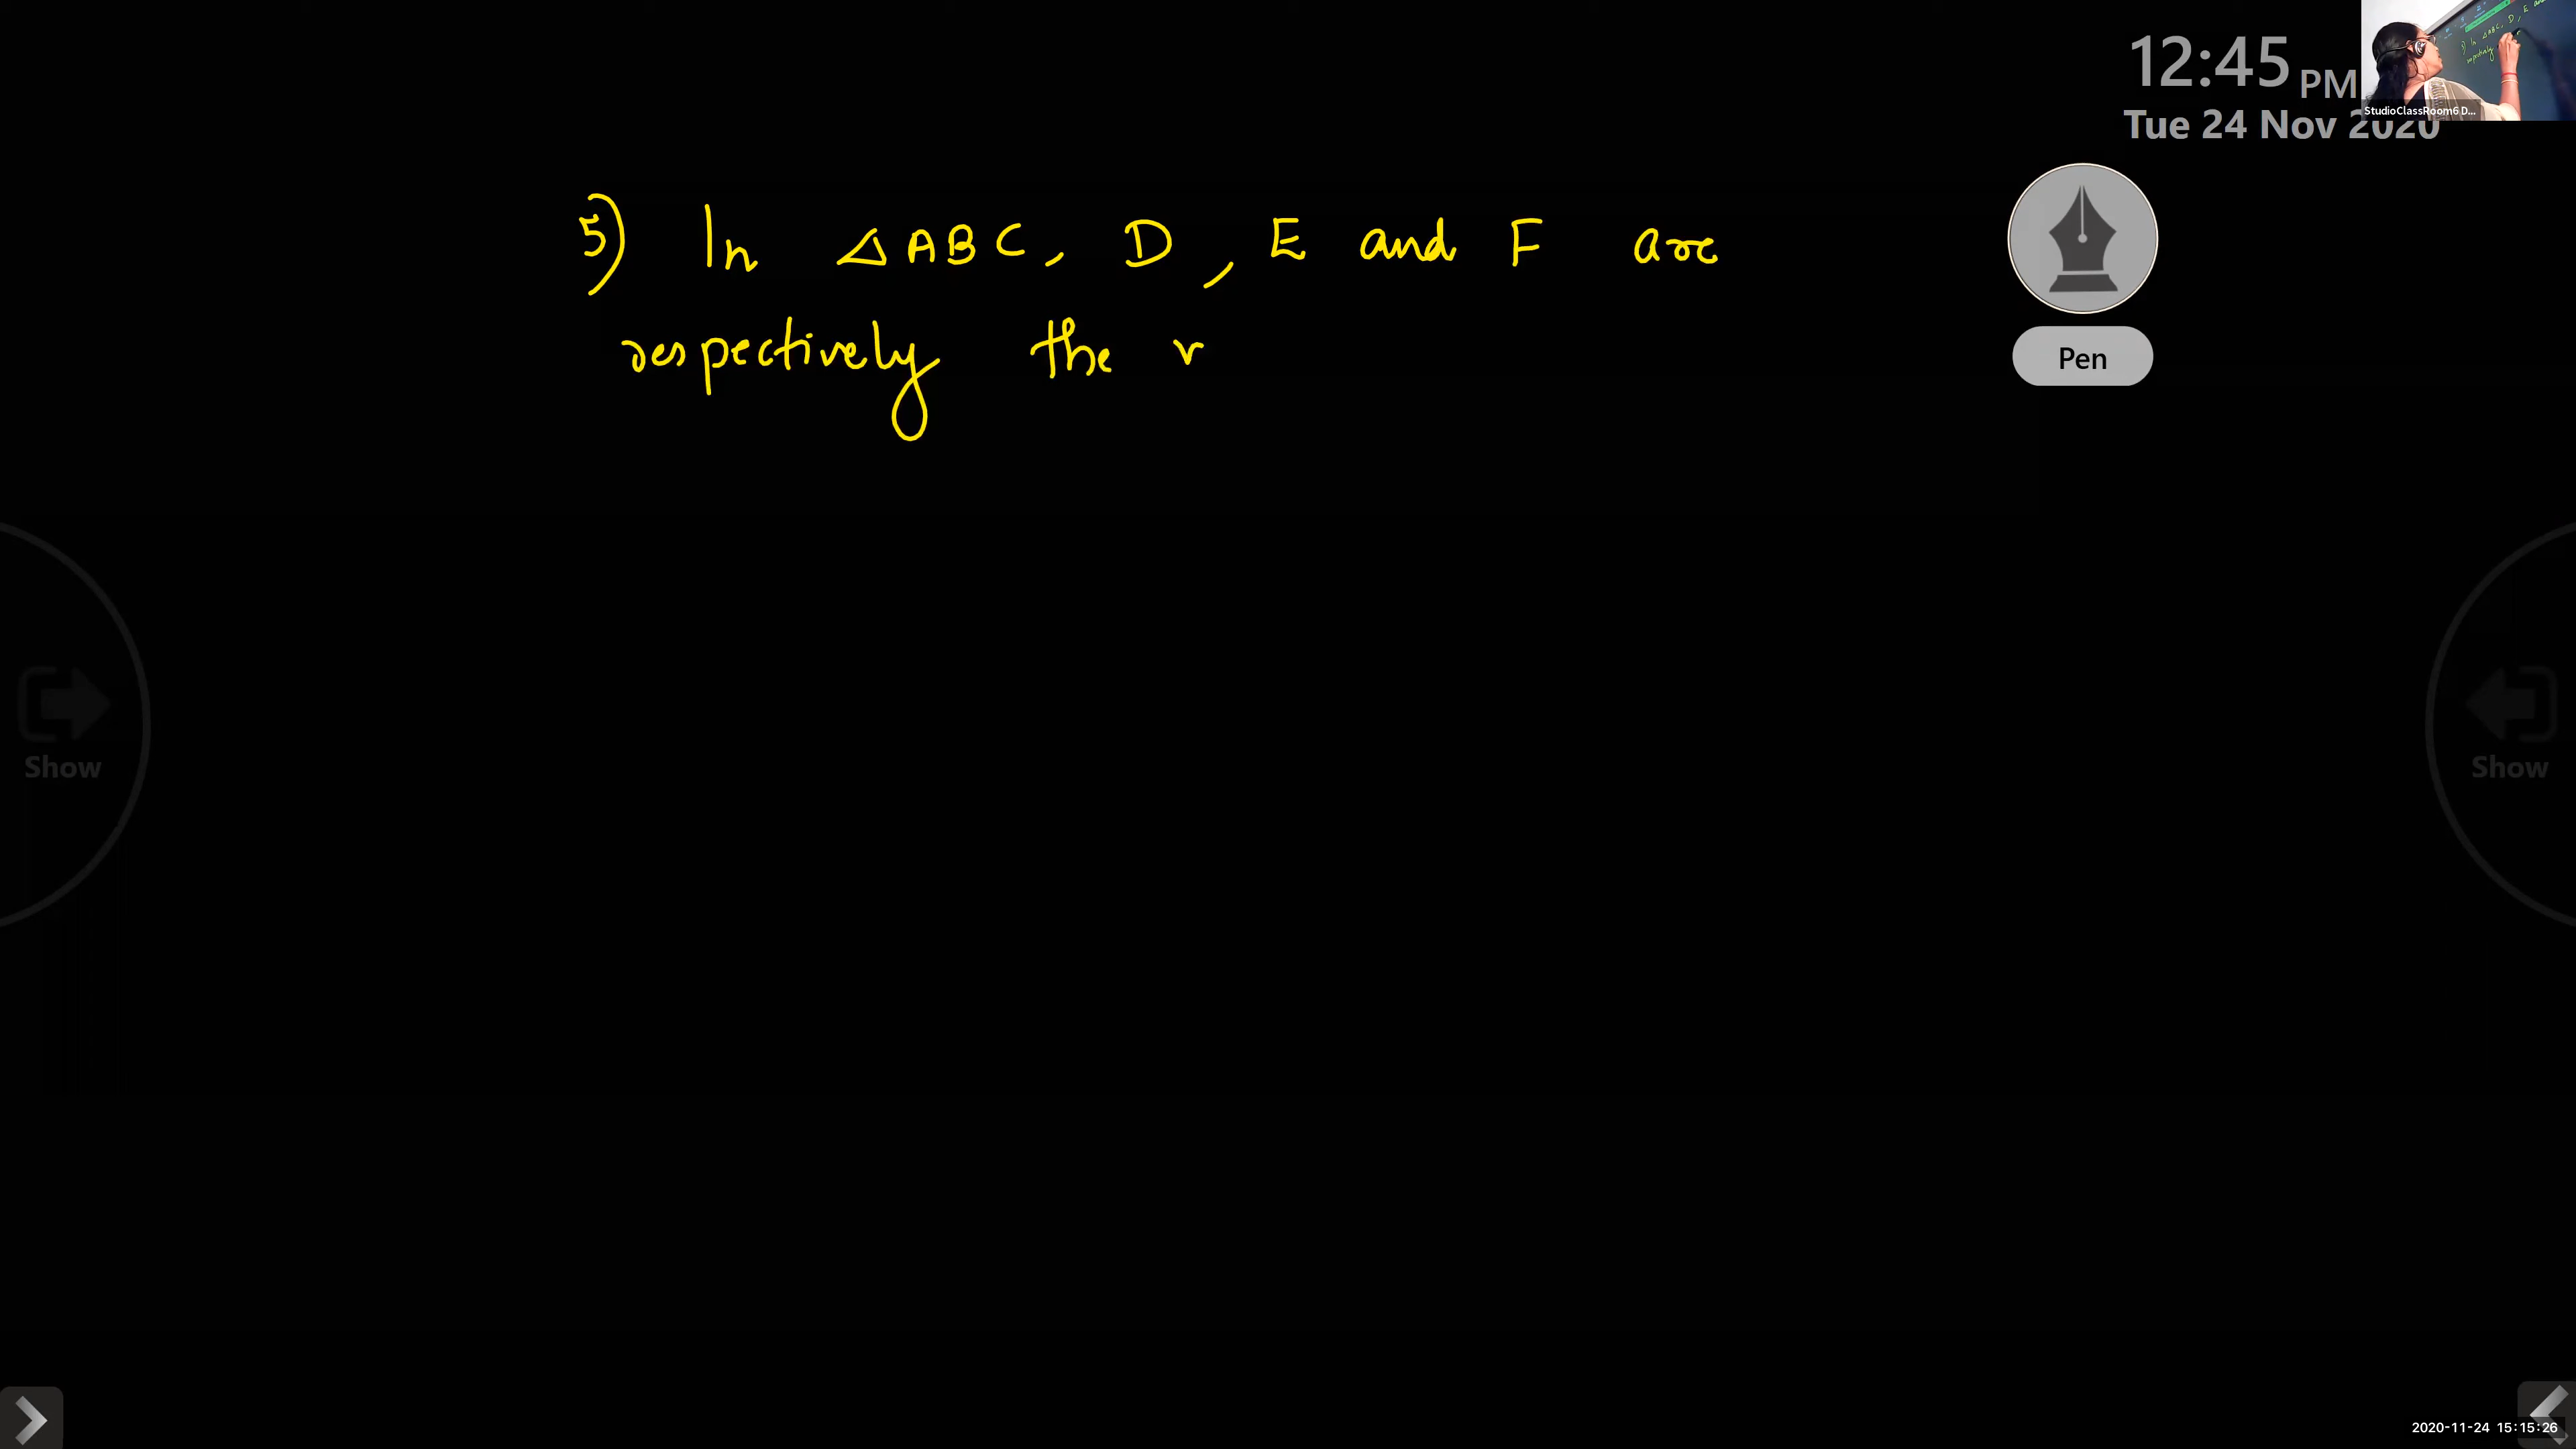 12:45 PM
Tue 24 Nov 2020
StudioClassRoom6 D...
5) In △ABC, D, E and F are
respectively the r
Pen
Show
Show
2020-11-24 15:15:26